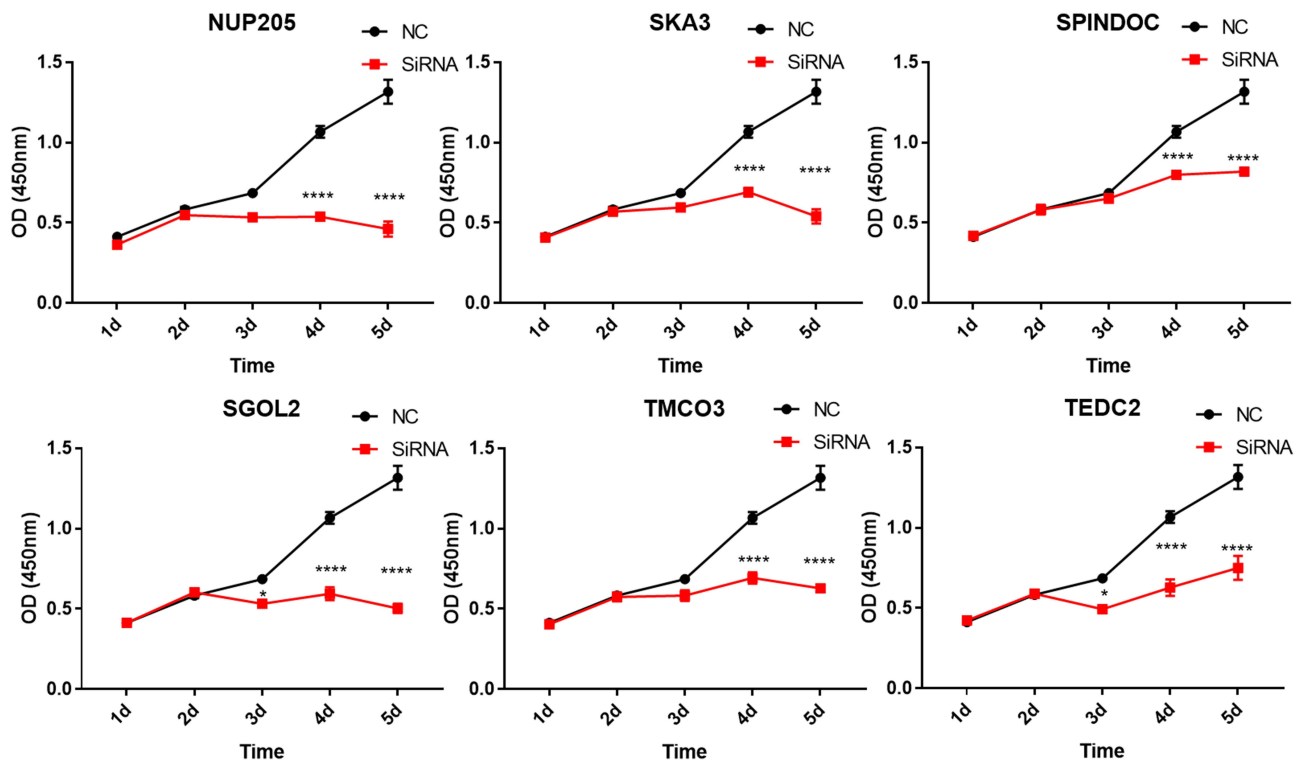 NUP205
NC
SiRNA
OD (450nm)
1.5
1.0
0.5
0.0
****
****
1d
2d
3d
4d
5d
Time
SKA3
NC
SiRNA
OD (450nm)
1.5
1.0
0.5
0.0
****
****
1d
2d
3d
4d
5d
Time
SPINDOC
NC
SiRNA
OD (450nm)
1.5
1.0
0.5
0.0
****
****
1d
2d
3d
4d
5d
Time
SGOL2
NC
SiRNA
OD (450nm)
1.5
1.0
0.5
0.0
*
****
****
1d
2d
3d
4d
5d
Time
TMCO3
NC
SiRNA
OD (450nm)
1.5
1.0
0.5
0.0
****
****
1d
2d
3d
4d
5d
Time
TEDC2
NC
SiRNA
OD (450nm)
1.5
1.0
0.5
0.0
*
****
****
1d
2d
3d
4d
5d
Time